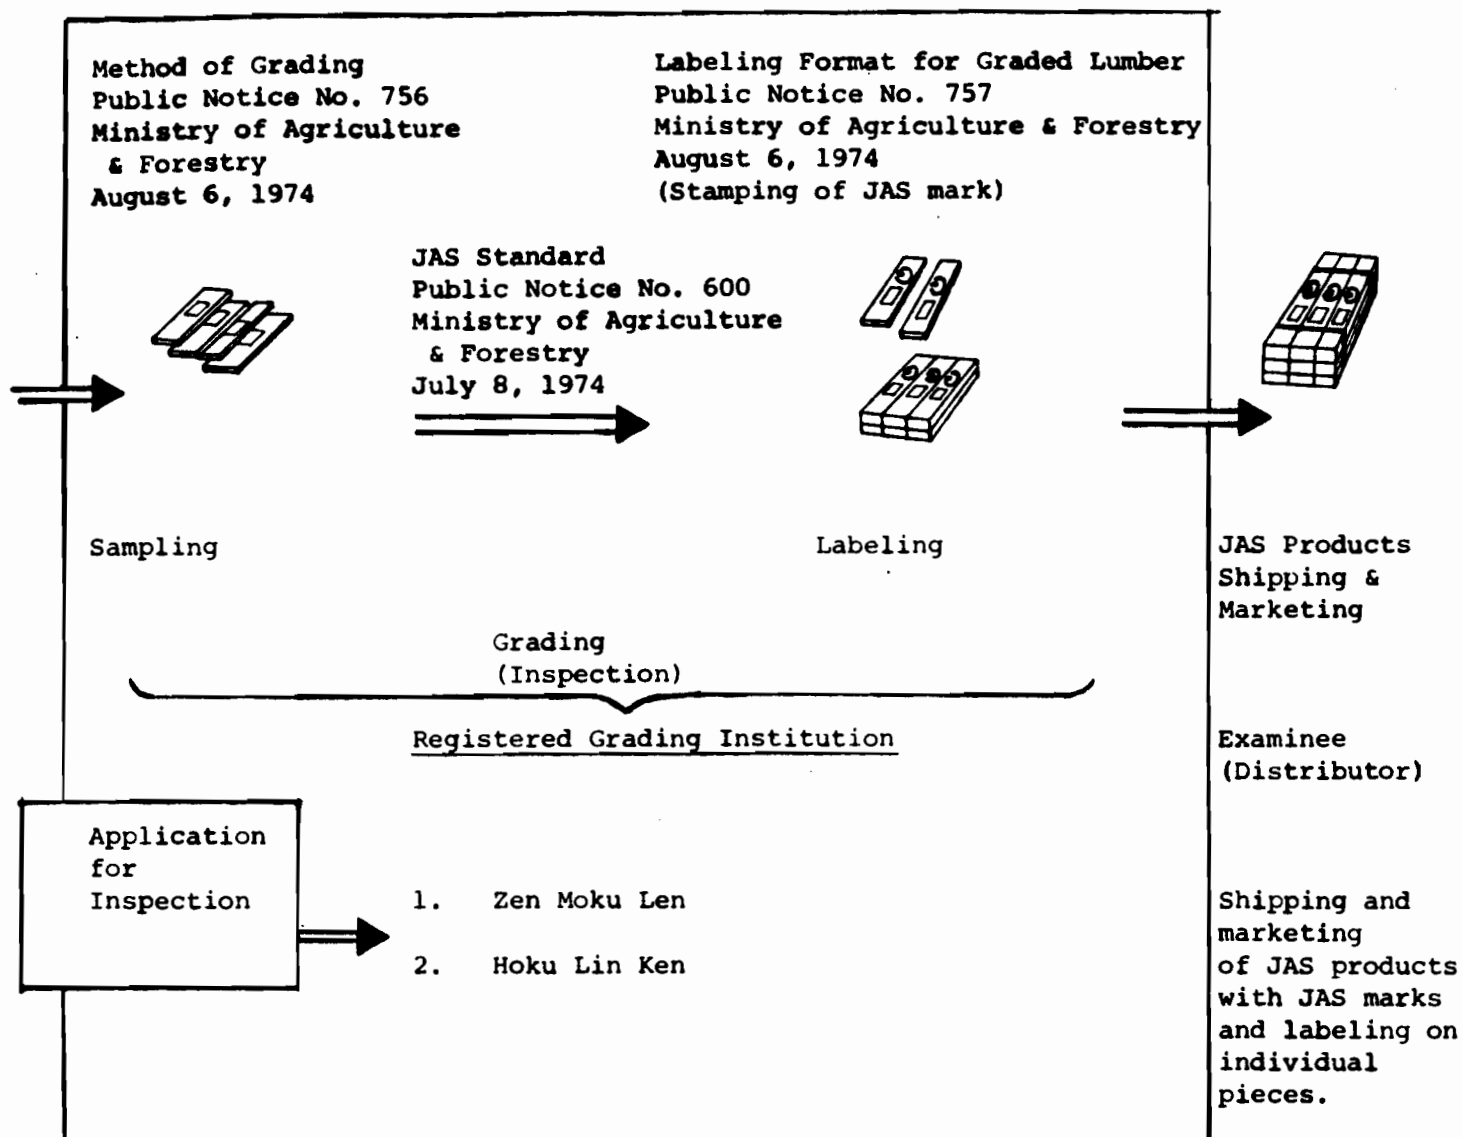 Method of Grading
Public Notice No. 756
Ministry of Agriculture
& Forestry
August 6, 1974
Labeling Format for Graded Lumber
Public Notice No. 757
Ministry of Agriculture & Forestry
August 6, 1974
(Stamping of JAS mark)
JAS Standard
Public Notice No. 600
Ministry of Agriculture
& Forestry
July 8, 1974
Sampling
Labeling
JAS Products
Shipping &
Marketing
Grading
(Inspection)
Registered Grading Institution
Examinee
(Distributor)
Application
for
Inspection
1. Zen Moku Len
2. Hoku Lin Ken
Shipping and
marketing
of JAS products
with JAS marks
and labeling on
individual
pieces.